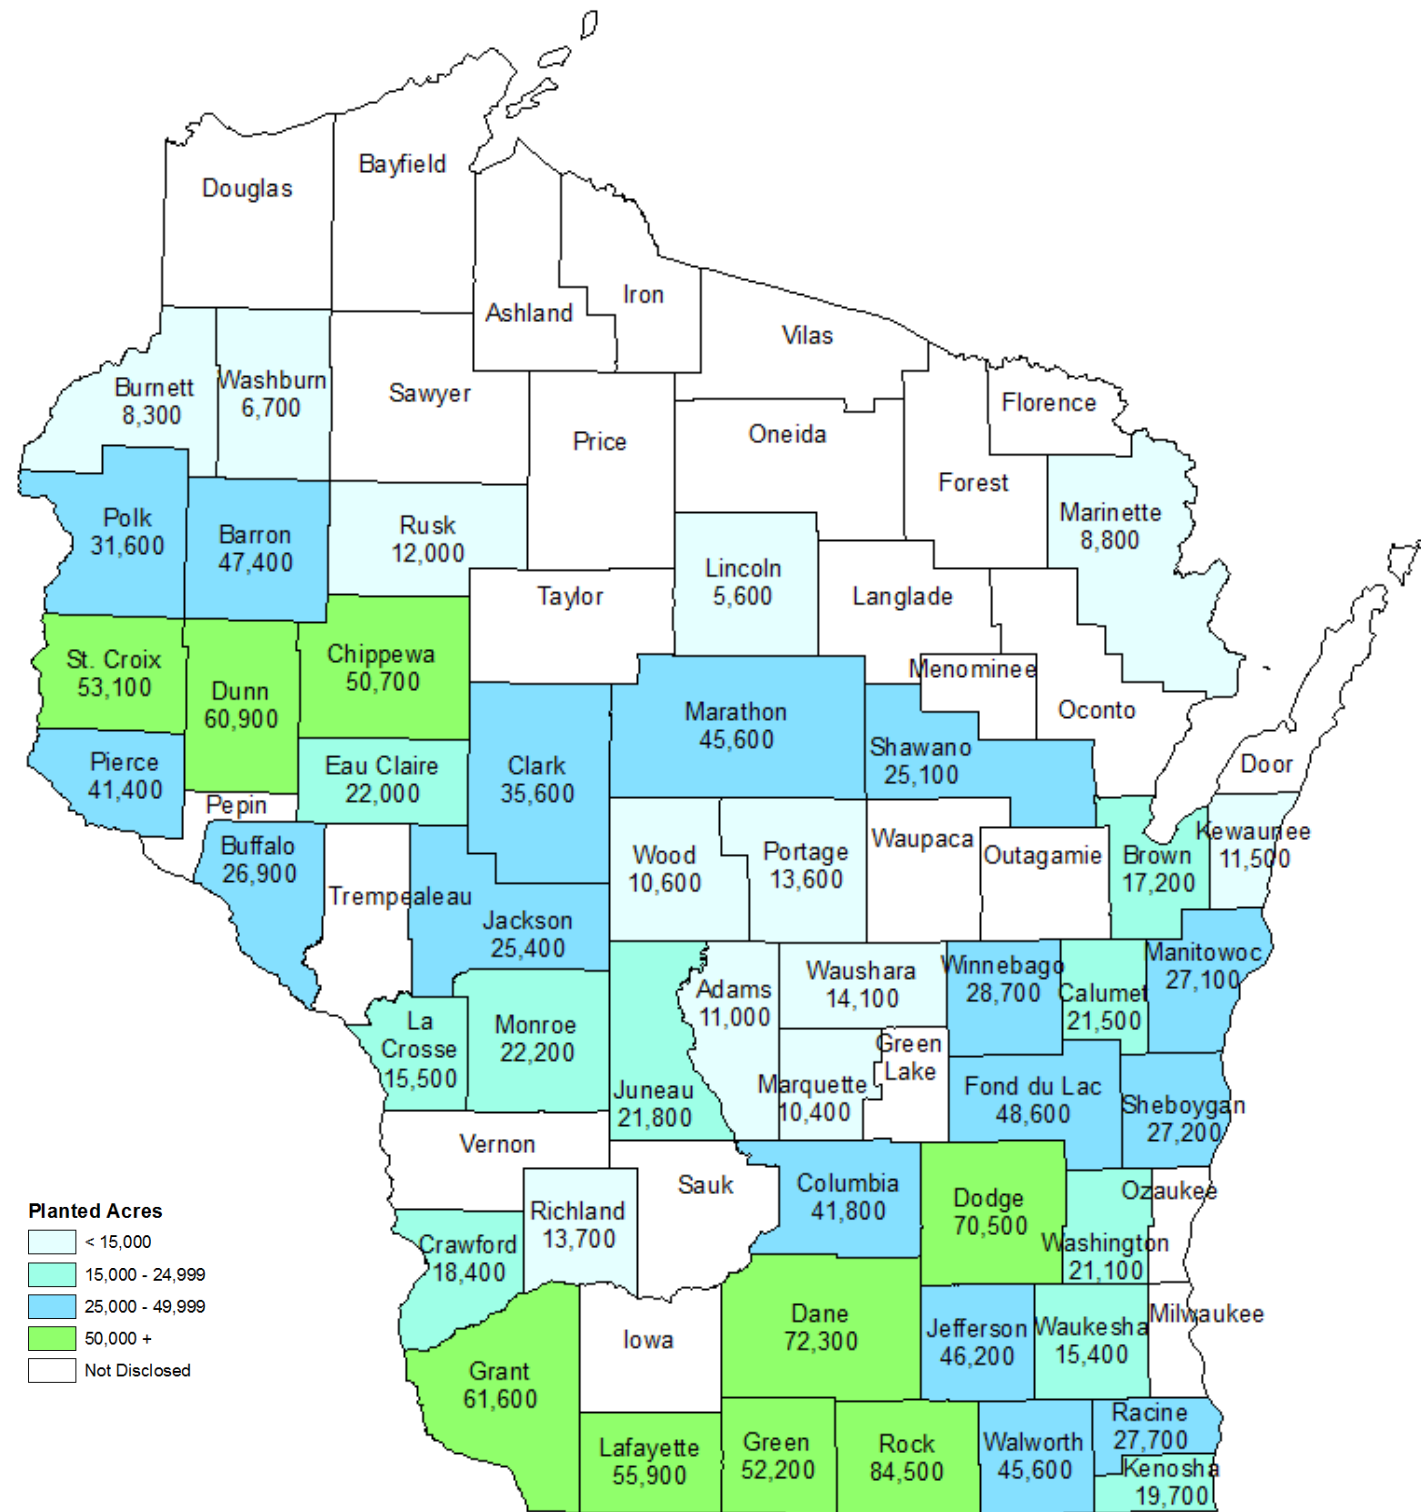 Bayfield
Douglas
Iron
Ashland
Vilas
Burnett
8,300
Washburn
6,700
Sawyer
Florence
Price
Oneida
Forest
Marinette
8,800
Polk
31,600
Barron
47,400
Rusk
12,000
Lincoln
5,600
Taylor
Langlade
St. Croix
53,100
Chippewa
50,700
Menominee
Dunn
60,900
Oconto
Marathon
45,600
Shawano
25,100
Pierce
41,400
Eau Claire
22,000
Clark
35,600
Door
Pepin
Buffalo
26,900
Waupaca
Kewaunee
11,500
Wood
10,600
Portage
13,600
Outagamie
Brown
17,200
Trempealeau
Jackson
25,400
Manitowoc
27,100
Waushara
14,100
Winnebago
28,700
Adams
11,000
Calumet
21,500
La
Crosse
15,500
Monroe
22,200
Green
Lake
Juneau
21,800
Marquette
10,400
Fond du Lac
48,600
Sheboygan
27,200
Vernon
Sauk
Columbia
41,800
Dodge
70,500
Ozaukee
Richland
13,700
Crawford
18,400
Washington
21,100
Dane
72,300
Jefferson
46,200
Waukesha
15,400
Milwaukee
Iowa
Grant
61,600
Lafayette
55,900
Green
52,200
Rock
84,500
Walworth
45,600
Racine
27,700
Kenosha
19,700
Planted Acres
< 15,000
15,000 - 24,999
25,000 - 49,999
50,000 +
Not Disclosed